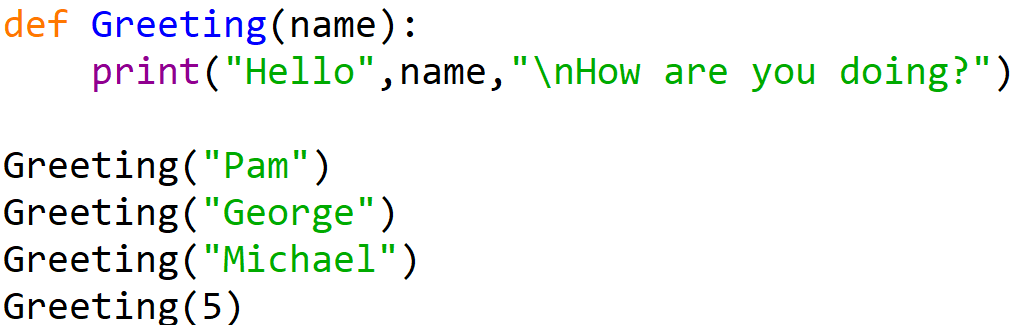 def Greeting(name):
    print("Hello",name,"\nHow are you doing?")

Greeting("Pam")
Greeting("George")
Greeting("Michael")
Greeting(5)